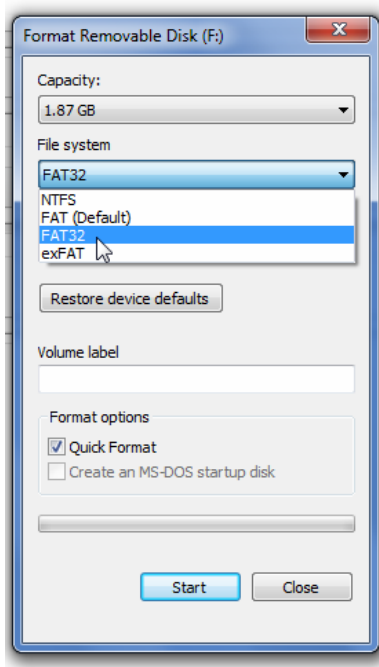 Format Removable Disk (F:)
Capacity:
1.87 GB
File system
FAT32
NTFS
FAT (Default)
FAT32
exFAT
Restore device defaults
Volume label
Format options
Quick Format
Create an MS-DOS startup disk
Start
Close